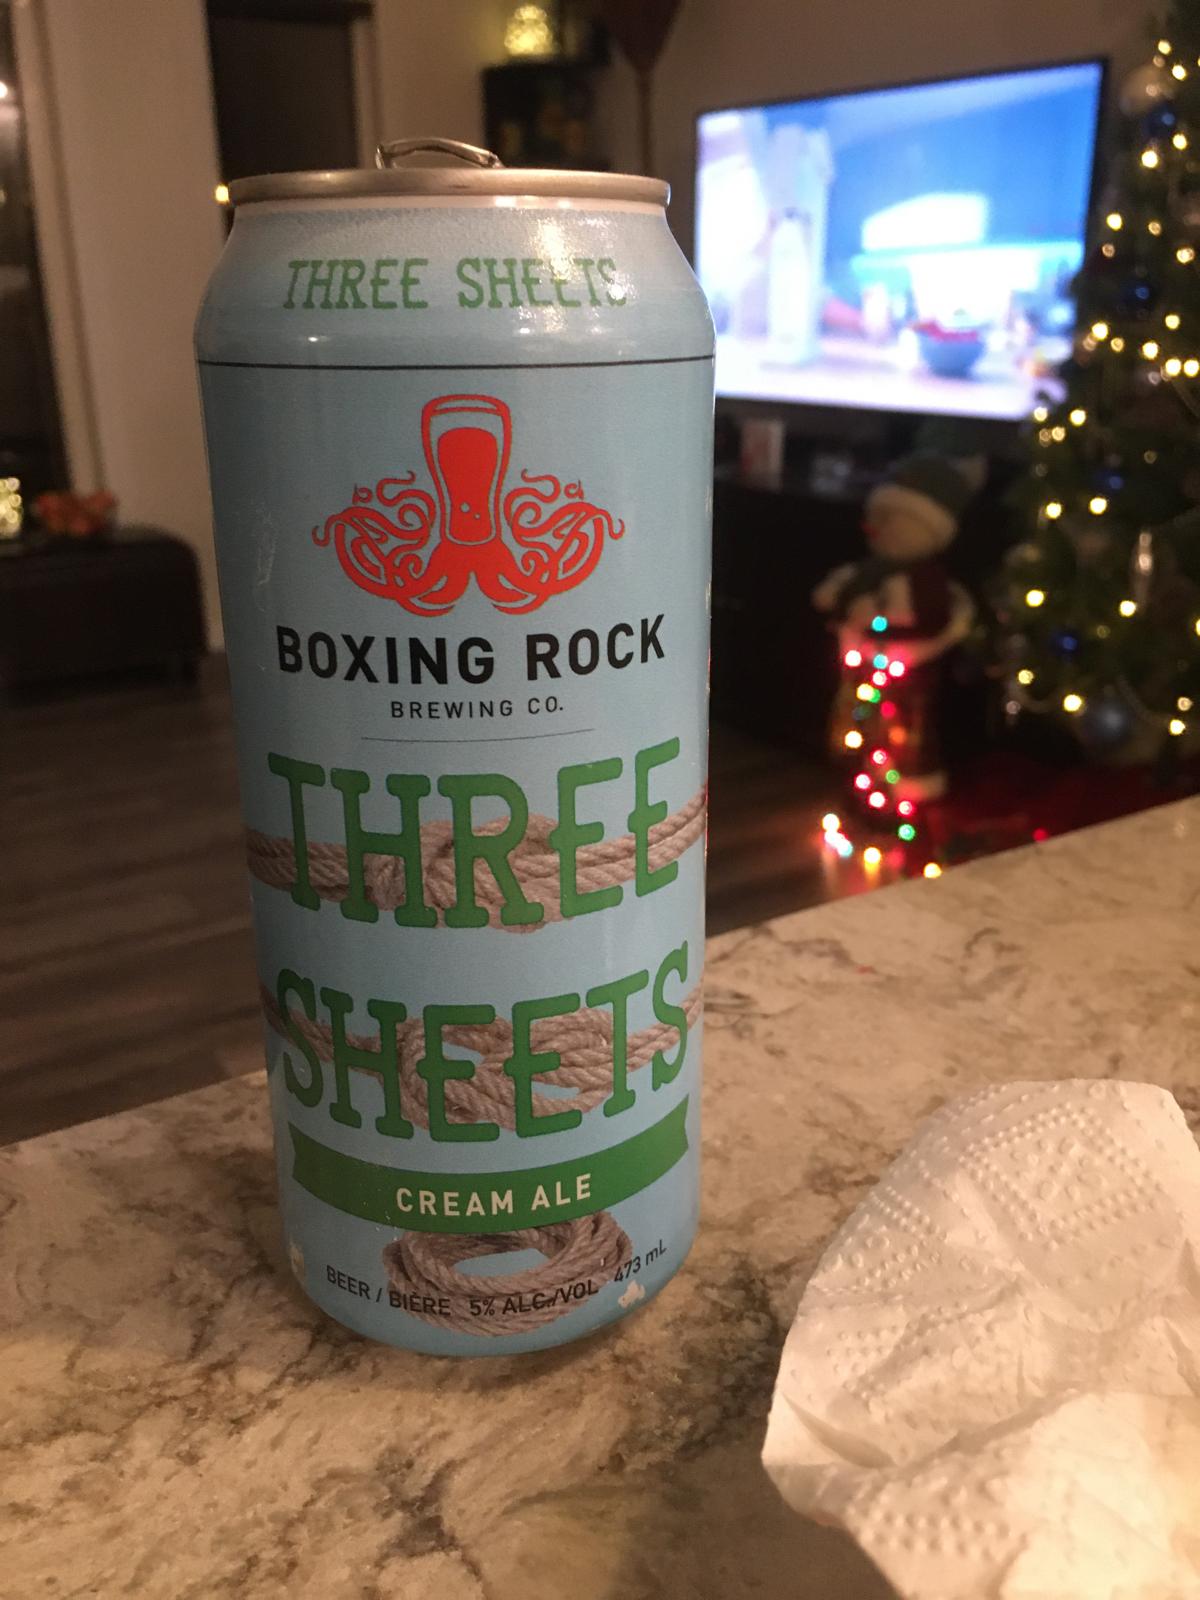 THREE SHEETS
BOXING ROCK
BREWING CO.
THREE
SHEETS
CREAM ALE
BEER / BIÈRE 5% ALC./VOL 473 mL